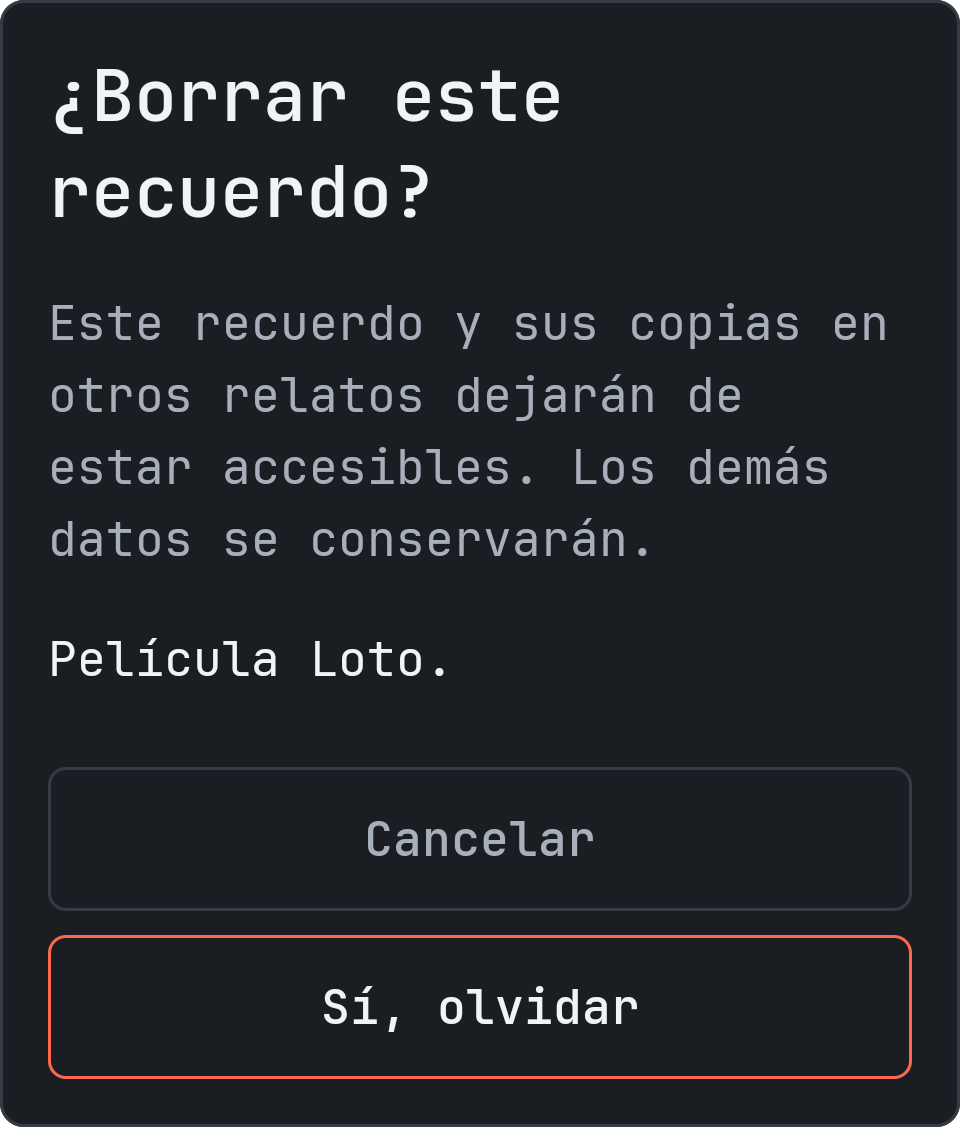 ¿Borrar este
recuerdo?
Este recuerdo y sus copias en
otros relatos dejarán de
estar accesibles. Los demás
datos se conservarán.
Película Loto.
Cancelar
Sí, olvidar